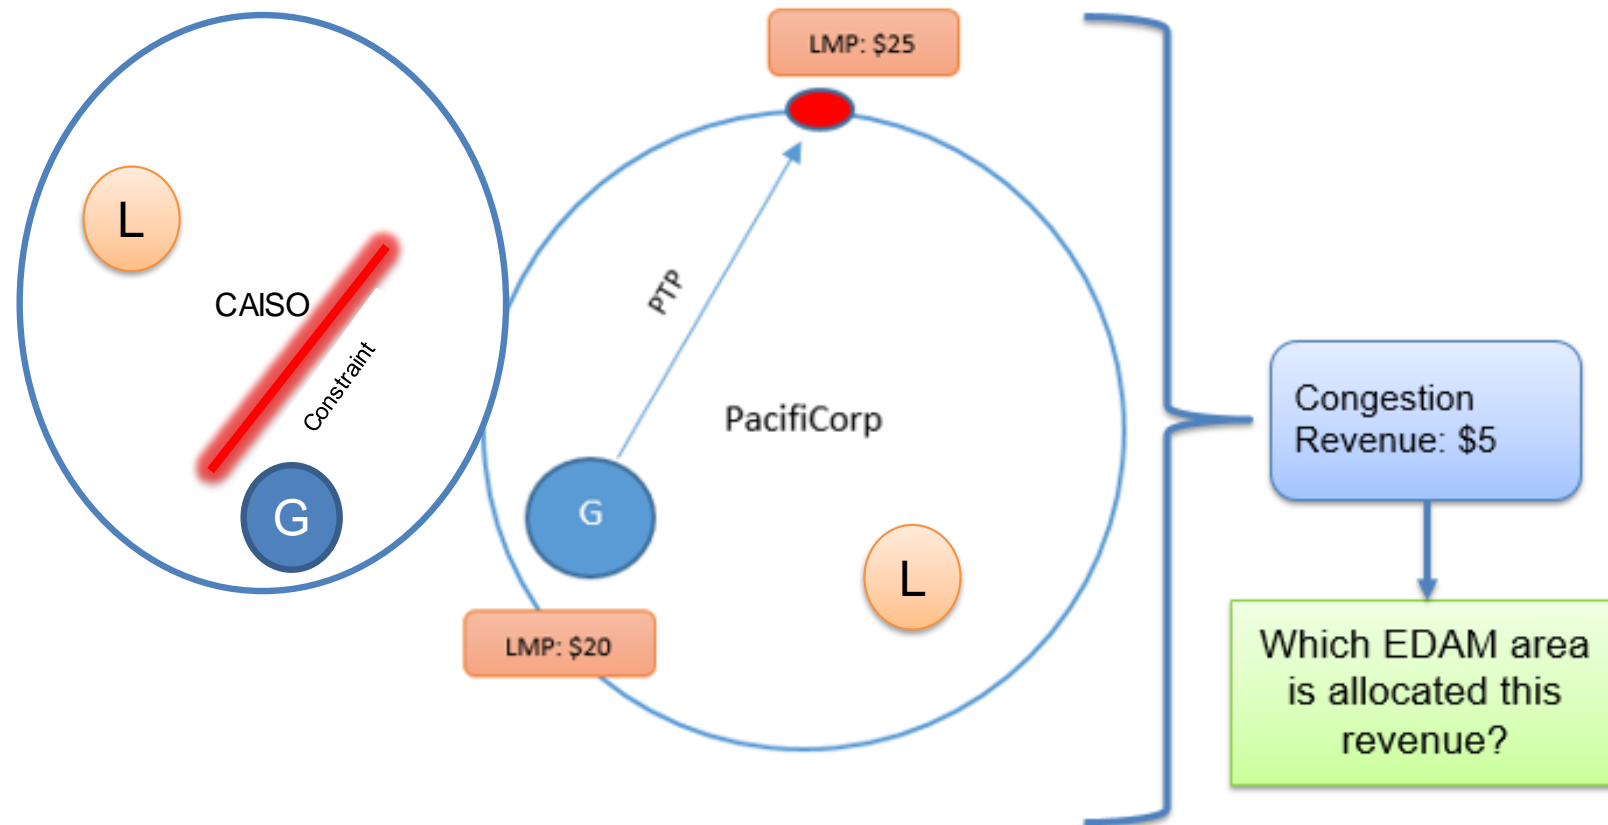 LMP: $25
L
CAISO
Constraint
G
PTP
PacifiCorp
G
L
LMP: $20
Congestion
Revenue: $5
Which EDAM area
is allocated this
revenue?